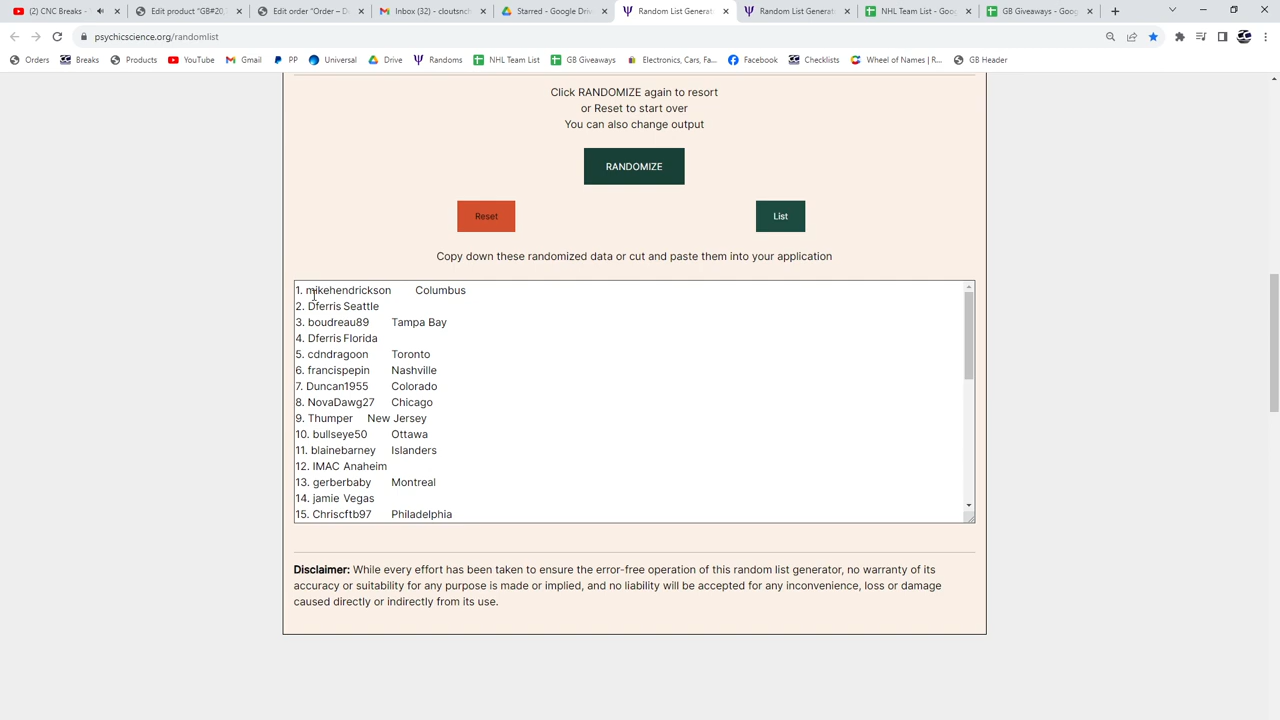 (2) CNC Breaks -
Edit product "GB#20,
Edit order "Order – D
Inbox (32) - cloutsnch
Starred - Google Driv
Random List Generat
Random List Generat
NHL Team List - Goog
GB Giveaways - Goog
psychicscience.org/randomlist
Orders
Breaks
Products
YouTube
Gmail
PP
Universal
Drive
Randoms
NHL Team List
GB Giveaways
Electronics, Cars, Fa...
Facebook
Checklists
Wheel of Names | R...
GB Header
Click RANDOMIZE again to resort
or Reset to start over
You can also change output
RANDOMIZE
Reset
List
Copy down these randomized data or cut and paste them into your application
1. mikehendrickson Columbus
2. Dferris Seattle
3. boudreau89 Tampa Bay
4. Dferris Florida
5. cdndragoon Toronto
6. francispepin Nashville
7. Duncan1955 Colorado
8. NovaDawg27 Chicago
9. Thumper New Jersey
10. bullseye50 Ottawa
11. blainebarney Islanders
12. IMAC Anaheim
13. gerberbaby Montreal
14. jamie Vegas
15. Chriscftb97 Philadelphia
Disclaimer: While every effort has been taken to ensure the error-free operation of this random list generator, no warranty of its
accuracy or suitability for any purpose is made or implied, and no liability will be accepted for any inconvenience, loss or damage
caused directly or indirectly from its use.